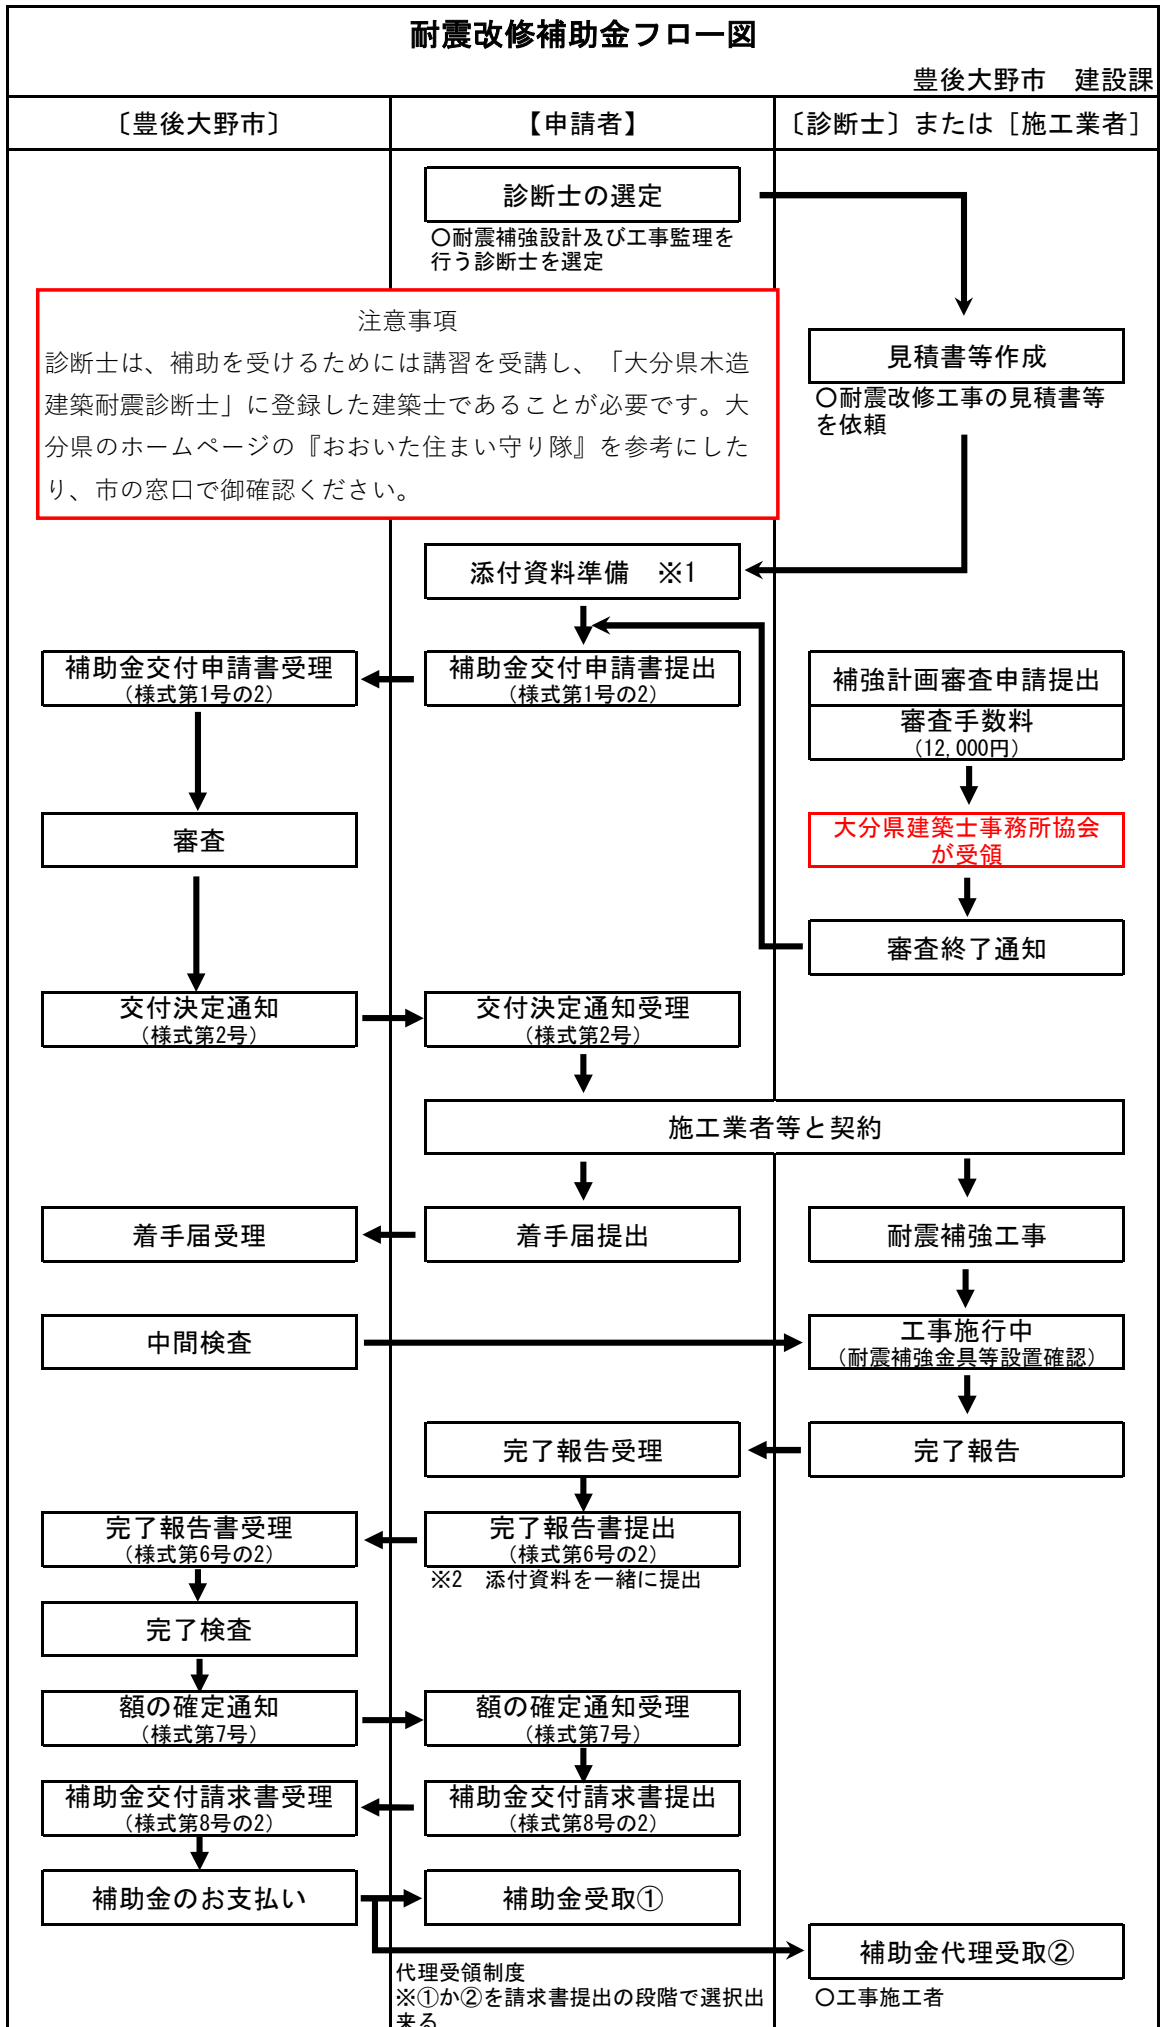 耐震改修補助金フロー図
豊後大野市　建設課
〔豊後大野市〕
【申請者】
〔診断士〕または［施工業者］
診断士の選定
〇耐震補強設計及び工事監理を
行う診断士を選定
注意事項
診断士は、補助を受けるためには講習を受講し、「大分県木造
建築耐震診断士」に登録した建築士であることが必要です。大
分県のホームページの『おおいた住まい守り隊』を参考にした
り、市の窓口で御確認ください。
見積書等作成
〇耐震改修工事の見積書等
を依頼
添付資料準備　※1
補助金交付申請書受理
（様式第1号の2）
補助金交付申請書提出
（様式第1号の2）
補強計画審査申請提出
審査手数料
（12,000円）
審査
大分県建築士事務所協会
が受領
審査終了通知
交付決定通知
（様式第2号）
交付決定通知受理
（様式第2号）
施工業者等と契約
着手届受理
着手届提出
耐震補強工事
中間検査
工事施行中
（耐震補強金具等設置確認）
完了報告受理
完了報告
完了報告書受理
（様式第6号の2）
完了報告書提出
（様式第6号の2）
※2　添付資料を一緒に提出
完了検査
額の確定通知
（様式第7号）
額の確定通知受理
（様式第7号）
補助金交付請求書受理
（様式第8号の2）
補助金交付請求書提出
（様式第8号の2）
補助金のお支払い
補助金受取①
補助金代理受取②
代理受領制度
※①か②を請求書提出の段階で選択出
来る
〇工事施工者